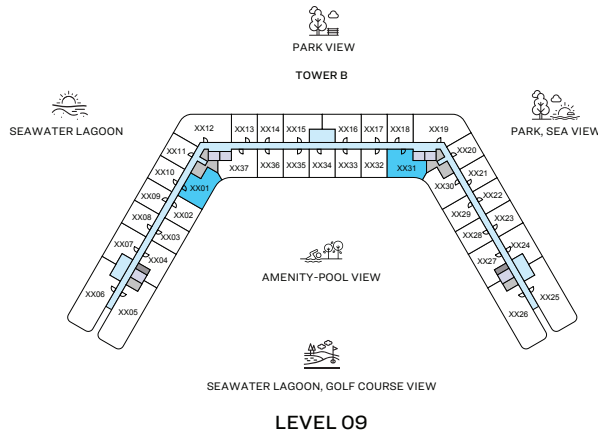 PARK VIEW
TOWER B
SEAWATER LAGOON
PARK, SEA VIEW
XX12
XX13
XX14
XX15
XX16
XX17
XX18
XX19
XX11
XX20
XX10
XX37
XX36
XX35
XX34
XX33
XX32
XX31
XX21
XX09
XX01
XX30
XX22
XX08
XX02
XX29
XX23
XX07
XX03
XX28
XX24
XX04
XX27
XX06
XX05
XX25
XX26
AMENITY-POOL VIEW
SEAWATER LAGOON, GOLF COURSE VIEW
LEVEL 09